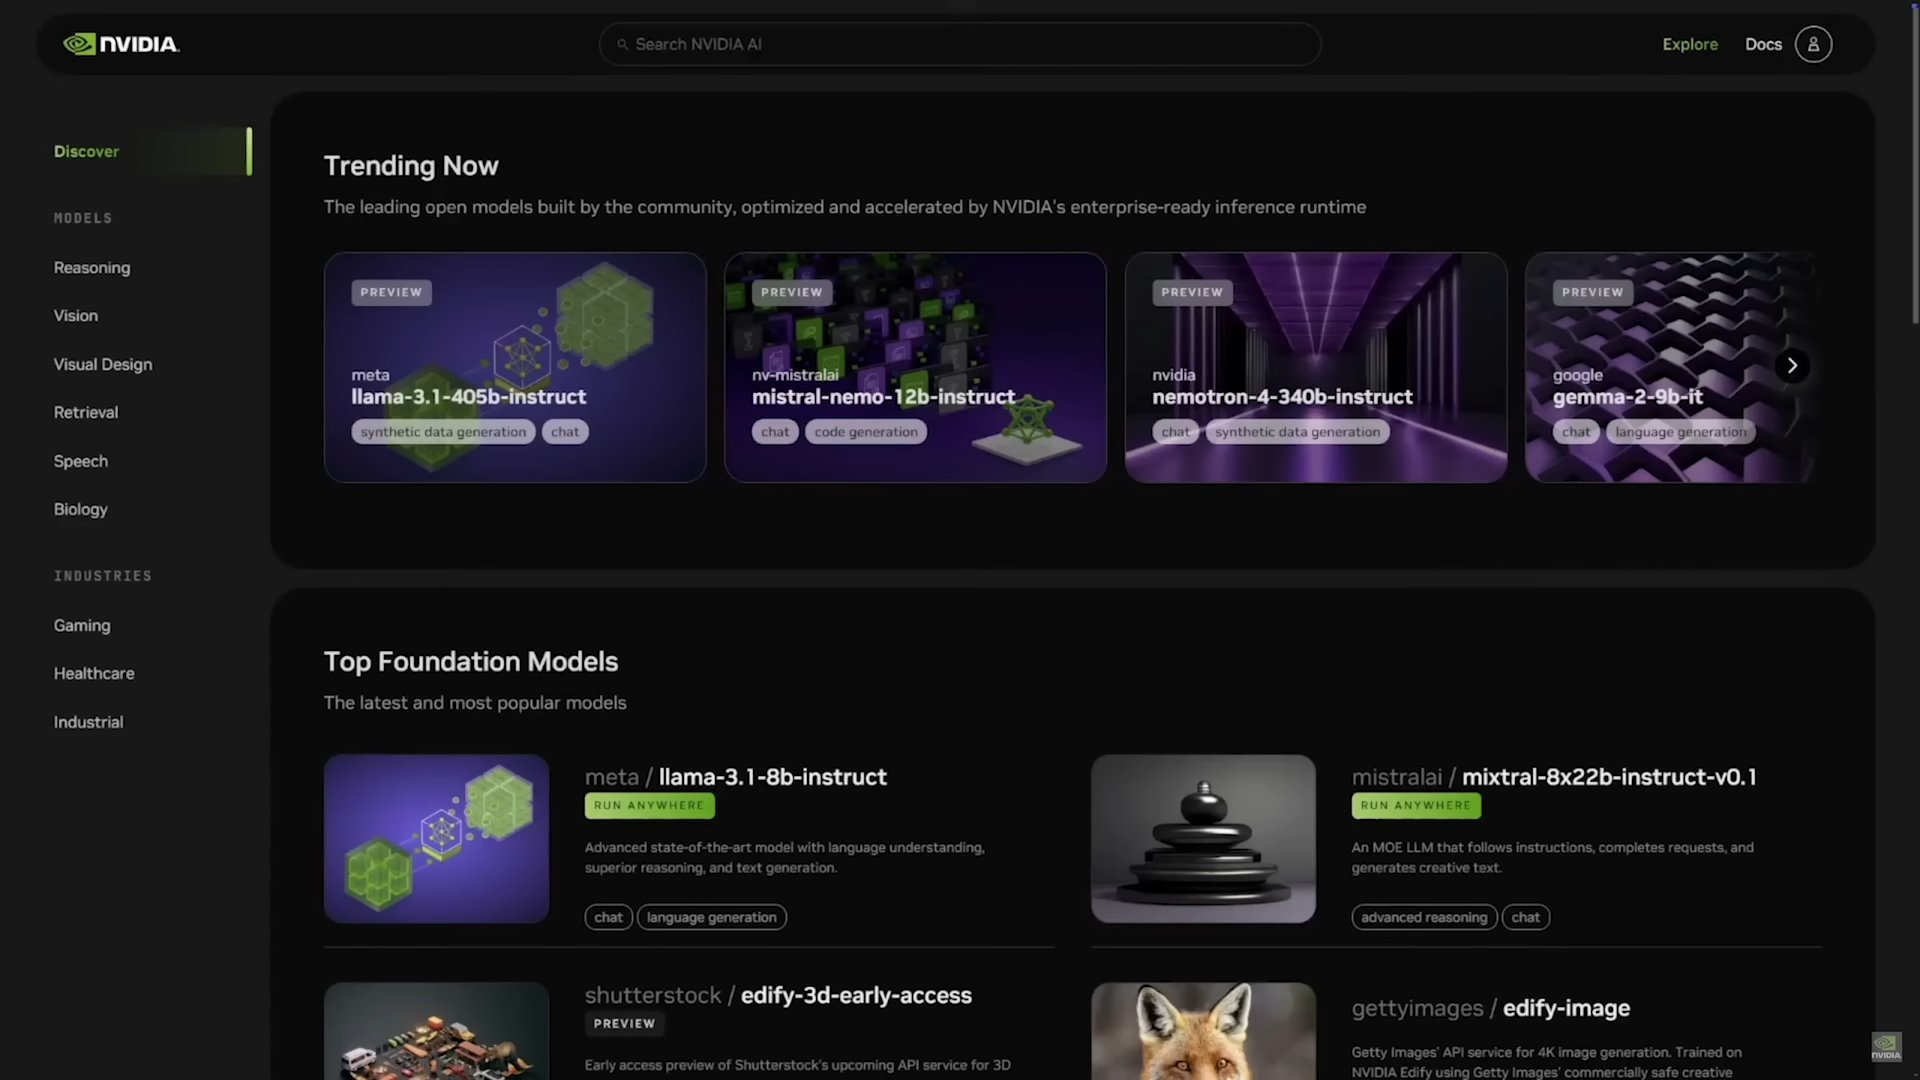 NVIDIA.
Search NVIDIA AI
Explore
Docs
Discover
MODELS
Reasoning
Vision
Visual Design
Retrieval
Speech
Biology
INDUSTRIES
Gaming
Healthcare
Industrial
Trending Now
The leading open models built by the community, optimized and accelerated by NVIDIA's enterprise-ready inference runtime
PREVIEW
meta
llama-3.1-405b-instruct
synthetic data generation
chat
PREVIEW
nv-mistralai
mistral-nemo-12b-instruct
chat
code generation
PREVIEW
nvidia
nemotron-4-340b-instruct
chat
synthetic data generation
PREVIEW
google
gemma-2-9b-it
chat
language generation
Top Foundation Models
The latest and most popular models
meta / llama-3.1-8b-instruct
RUN ANYWHERE
Advanced state-of-the-art model with language understanding,
superior reasoning, and text generation.
chat
language generation
mistralai / mixtral-8x22b-instruct-v0.1
RUN ANYWHERE
An MOE LLM that follows instructions, completes requests, and
generates creative text.
advanced reasoning
chat
shutterstock / edify-3d-early-access
PREVIEW
Early access preview of Shutterstock's upcoming API service for 3D
gettyimages / edify-image
Getty Images' API service for 4K image generation. Trained on
NVIDIA Edify using Getty Images' commercially safe creative
NVIDIA